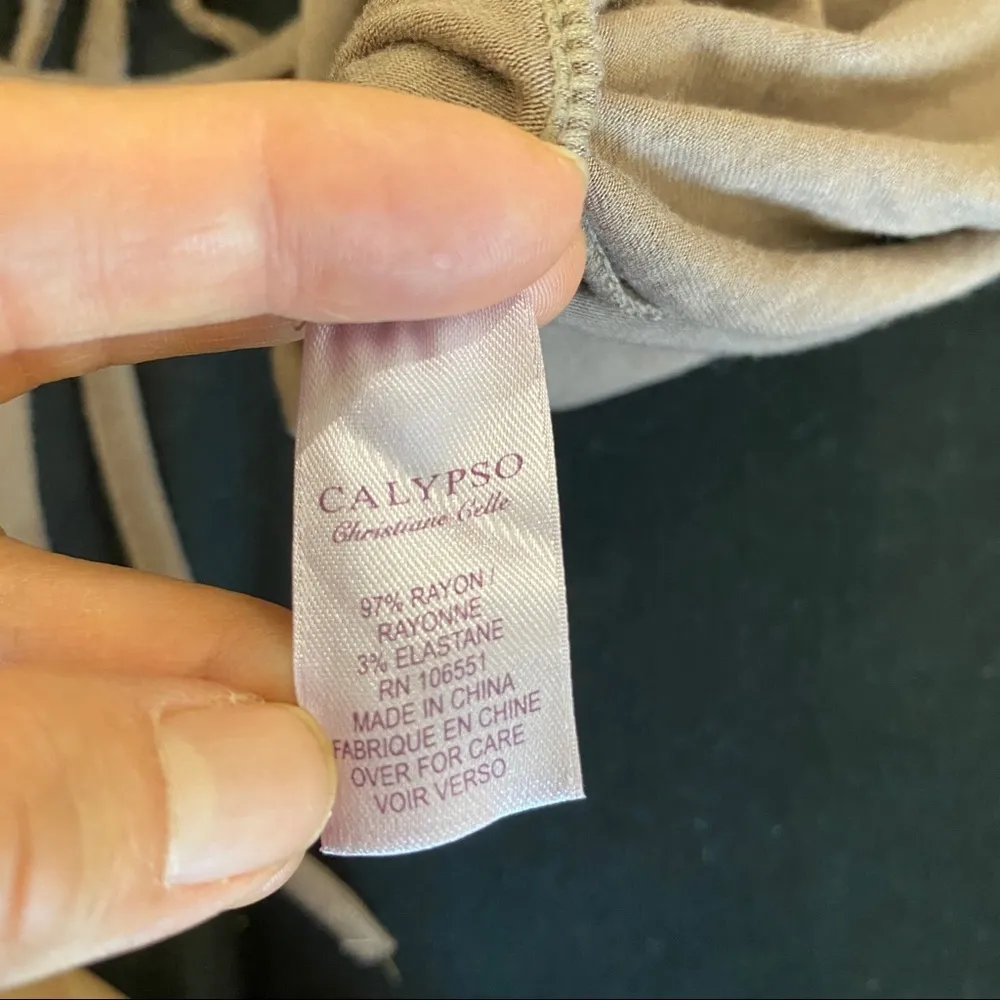 CALYPSO
Christiane Celle
97% RAYON /
RAYONNE
3% ELASTANE
RN 106551
MADE IN CHINA
FABRIQUE EN CHINE
OVER FOR CARE
VOIR VERSO